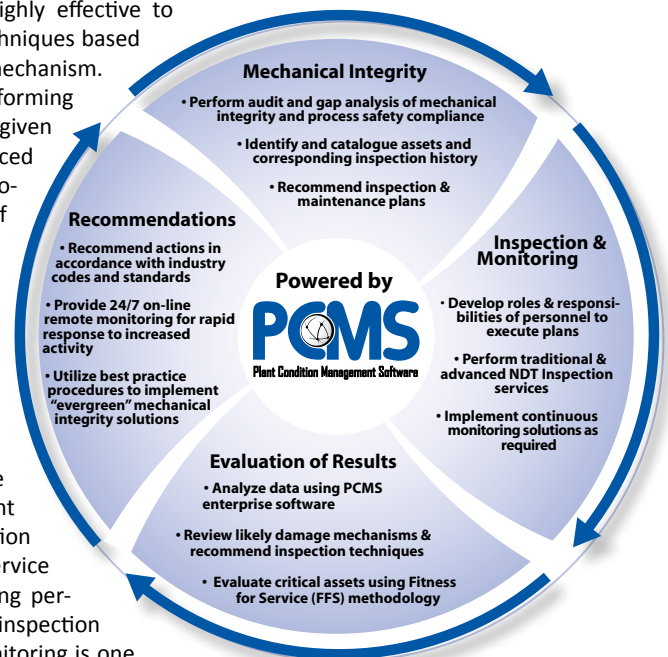 ighly effective to
chniques based
nechanism.
forming
given
ced
o-
f
e
nt
tion
ervice
ng per-
inspection
nitoring is one
Mechanical Integrity
• Perform audit and gap analysis of mechanical
integrity and process safety compliance
• Identify and catalogue assets and
corresponding inspection history
• Recommend inspection &
maintenance plans
Inspection &
Monitoring
• Develop roles & responsi-
bilities of personnel to
execute plans
• Perform traditional &
advanced NDT Inspection
services
• Implement continuous
monitoring solutions as
required
Evaluation of Results
• Analyze data using PCMS
enterprise software
• Review likely damage mechanisms &
recommend inspection techniques
• Evaluate critical assets using Fitness
for Service (FFS) methodology
Recommendations
• Recommend actions in
accordance with industry
codes and standards
• Provide 24/7 on-line
remote monitoring for rapid
response to increased
activity
• Utilize best practice
procedures to implement
“evergreen” mechanical
integrity solutions
Powered by
PCMS
Plant Condition Management Software